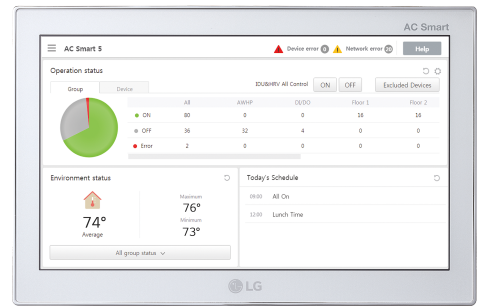 AC Smart
AC Smart 5
Device error 0
Network error 20
Help
Operation status
Group
Device
IDU&HRV All Control
ON
OFF
Excluded Devices
All AWHP DI/DO Floor 1 Floor 2
ON 80 0 0 16 16
OFF 36 32 4 0 0
Error 2 0 0 0 0
Environment status
74°
Average
Maximum
76°
Minimum
73°
All group status
Today's Schedule
09:00 All On
12:00 Lunch Time
LG